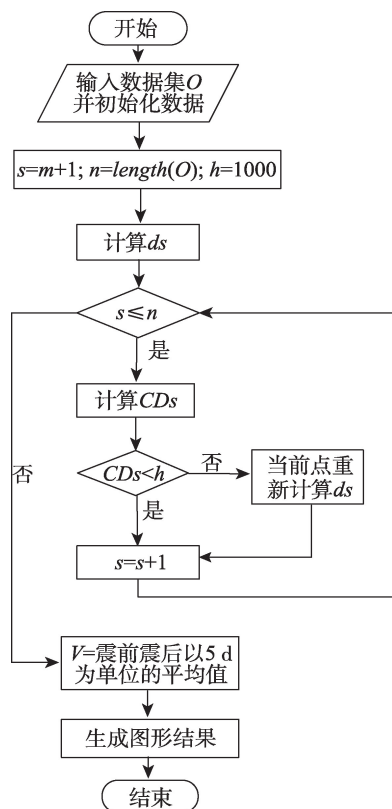 开始
输入数据集O
并初始化数据
s=m+1; n=length(O); h=1000
计算ds
s≤n
是
计算CDs
否
CDs<h
否
当前点重
新计算ds
是
s=s+1
V=震前震后以5 d
为单位的平均值
生成图形结果
结束